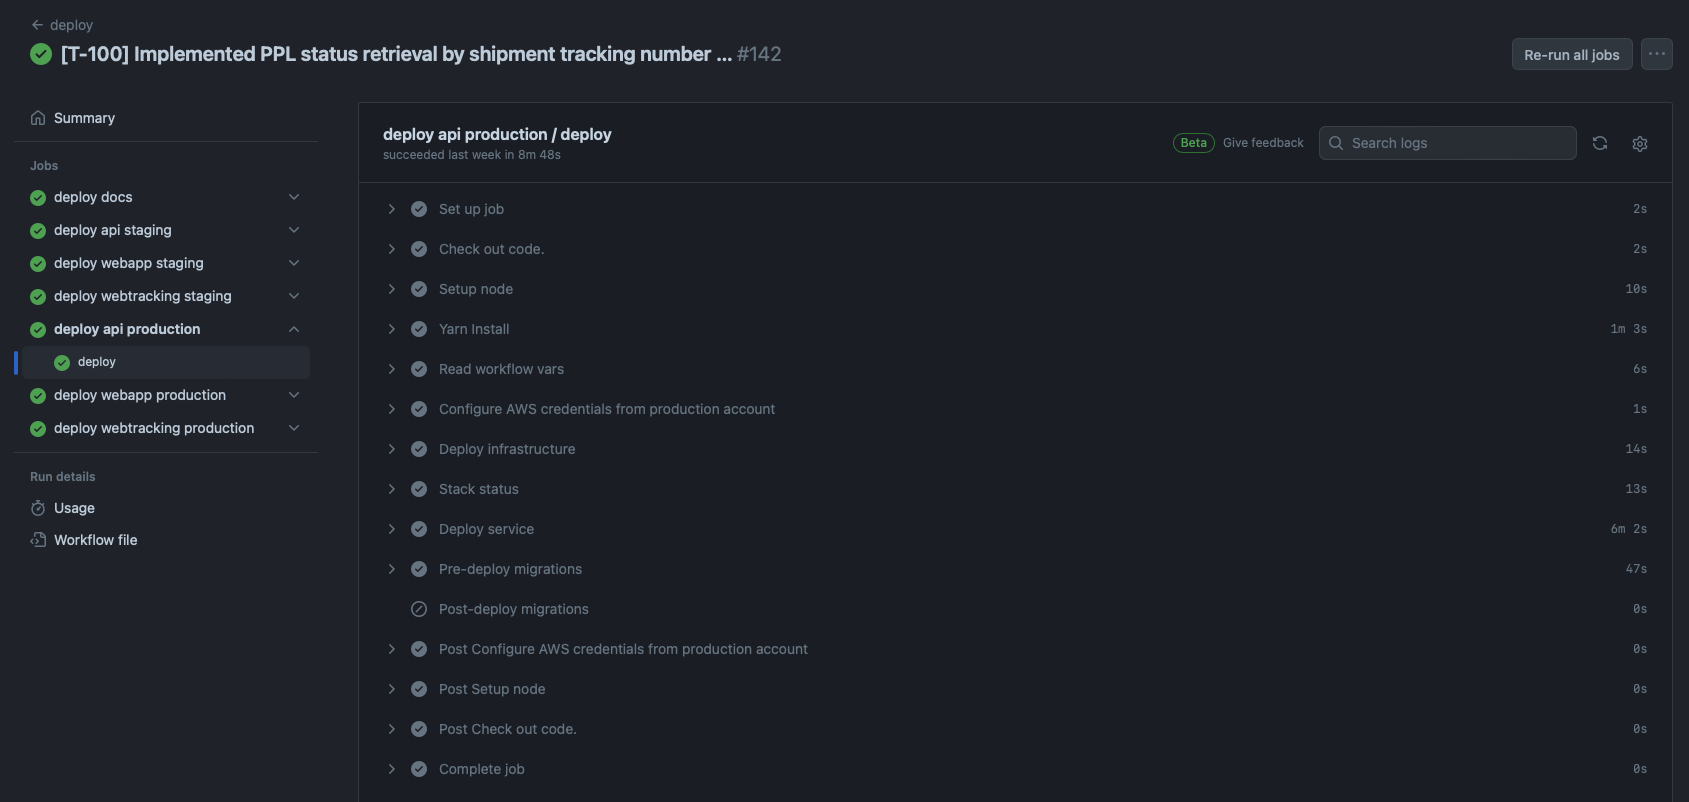 deploy
[T-100] Implemented PPL status retrieval by shipment tracking number ... #142
Re-run all jobs
Summary
Jobs
deploy docs
deploy api staging
deploy webapp staging
deploy webtracking staging
deploy api production
deploy
deploy webapp production
deploy webtracking production
Run details
Usage
Workflow file
deploy api production / deploy
succeeded last week in 8m 48s
Beta Give feedback
Search logs
Set up job 2s
Check out code. 2s
Setup node 10s
Yarn Install 1m 3s
Read workflow vars 6s
Configure AWS credentials from production account 1s
Deploy infrastructure 14s
Stack status 13s
Deploy service 6m 2s
Pre-deploy migrations 47s
Post-deploy migrations 0s
Post Configure AWS credentials from production account 0s
Post Setup node 0s
Post Check out code. 0s
Complete job 0s